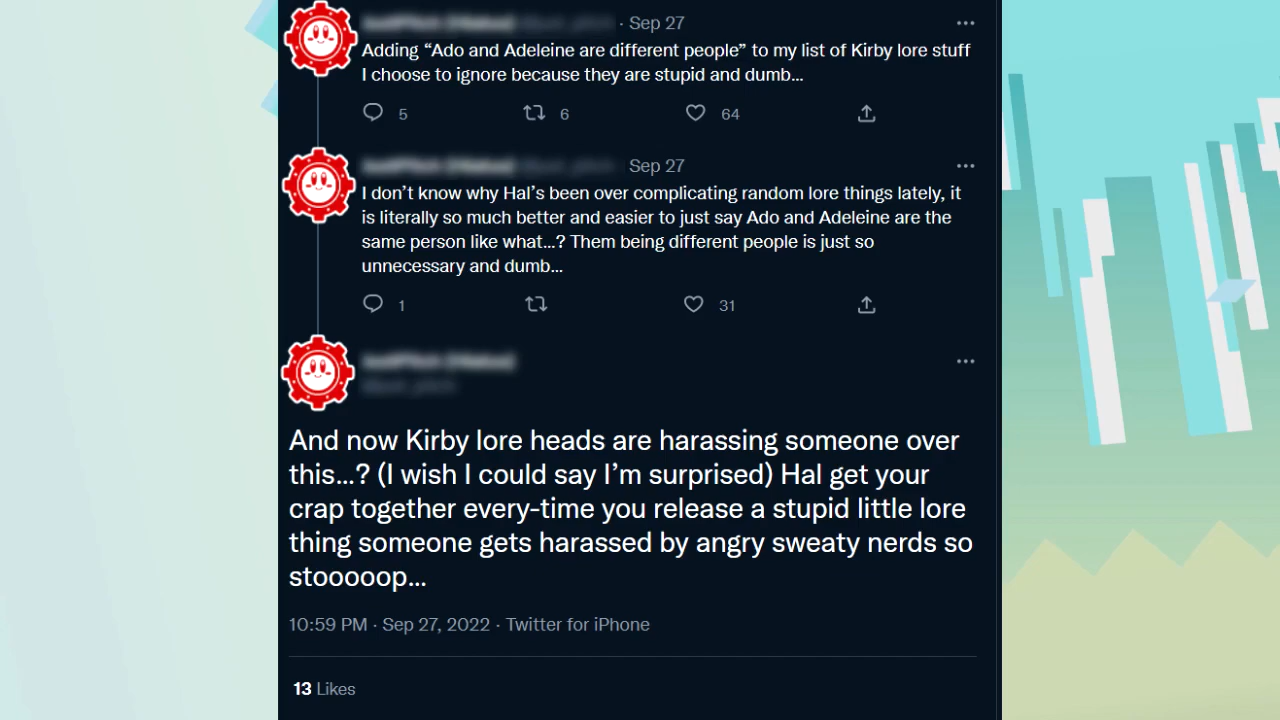 · Sep 27
Adding “Ado and Adeleine are different people” to my list of Kirby lore stuff
I choose to ignore because they are stupid and dumb...
5 6 64
Sep 27
I don’t know why Hal’s been over complicating random lore things lately, it
is literally so much better and easier to just say Ado and Adeleine are the
same person like what...? Them being different people is just so
unnecessary and dumb...
1 31
And now Kirby lore heads are harassing someone over
this...? (I wish I could say I’m surprised) Hal get your
crap together every-time you release a stupid little lore
thing someone gets harassed by angry sweaty nerds so
stooooop...
10:59 PM · Sep 27, 2022 · Twitter for iPhone
13 Likes